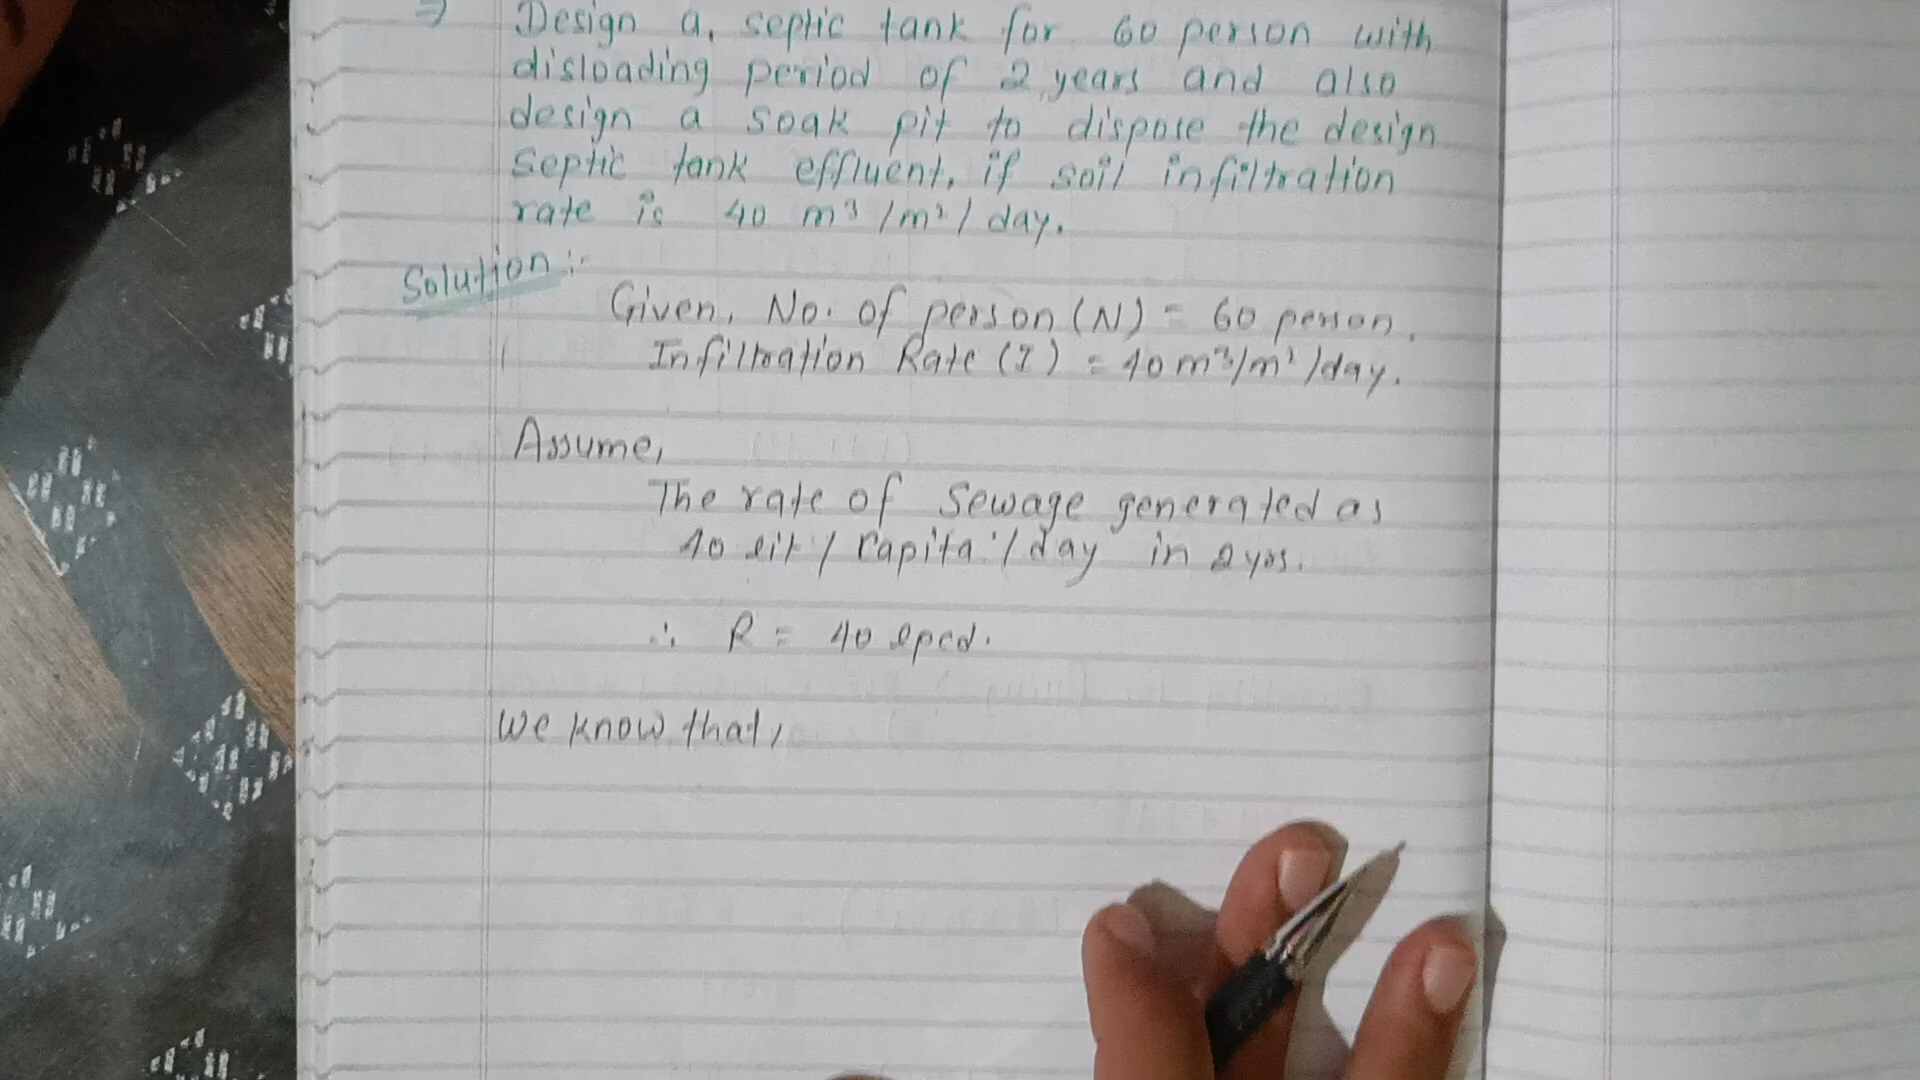 ⇒ Design a, septic tank for 60 person with
disloading period of 2 years and also
design a soak pit to dispose the design
septic tank effluent, if soil infiltration
rate is 40 m³/m²/day.
Solution :-
Given, No. of person (N) = 60 person.
Infiltration Rate (I) = 40 m³/m²/day.
Assume,
The rate of sewage generated as
40 lit / Capita / day in 2 yrs.
∴ R = 40 lpcd.
We know that,